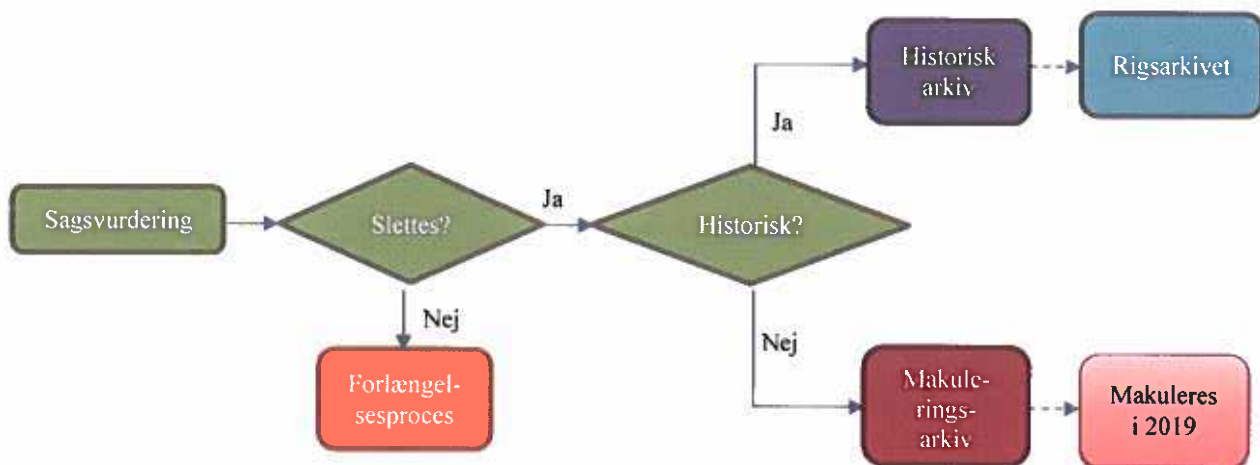 Historisk
arkiv
Rigsarkivet
Ja
Sagsvurdering
Slettes?
Ja
Historisk?
Nej
Forlængel-
sesproces
Nej
Makule-
rings-
arkiv
Makuleres
i 2019